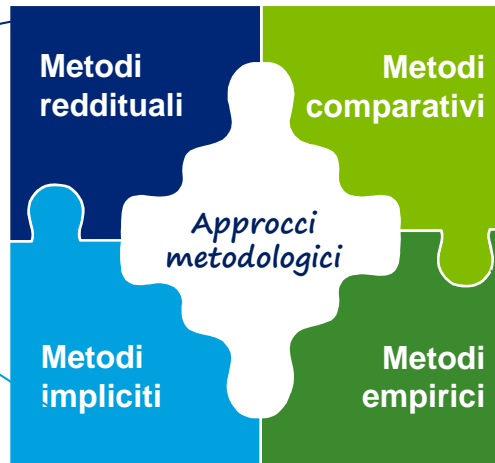 Metodi
reddituali
Metodi
comparativi
Approcci
metodologici
Metodi
impliciti
Metodi
empirici